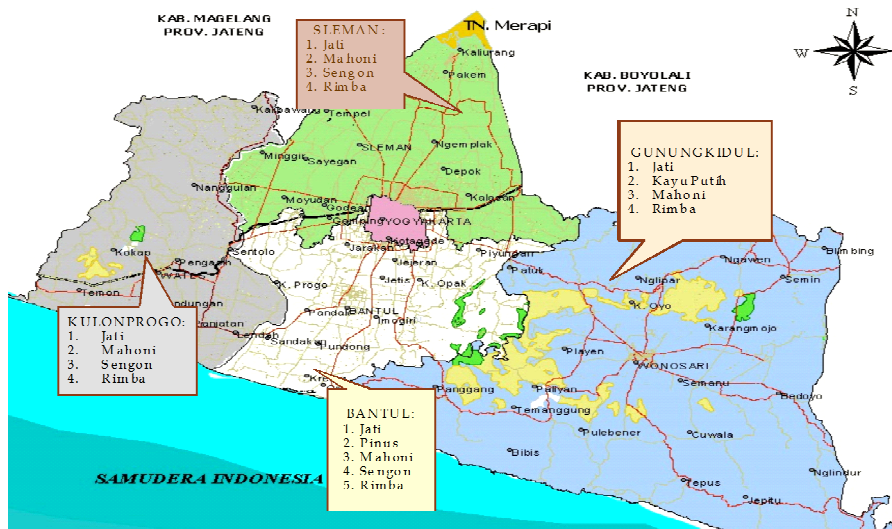 KAB. MAGELANG
PROV. JATENG
SLEMAN:
1. Jati
2. Mahoni
3. Sengon
4. Rimba
TN. Merapi
Kaliurang
Pakem
KAB. BOYOLALI
PROV. JATENG
N
W
E
S
Tempel
SLEMAN
Ngemplak
Minggir
Sayegan
Depok
Nanggulan
Moyudan
Kalasan
YOGYAKARTA
Kotagede
GUNUNGKIDUL:
1. Jati
2. Kayu Putih
3. Mahoni
4. Rimba
Kokap
Pengasih
Sentolo
Jarakan
Jejeran
Piyungan
Patuk
Ngawen
Blimbing
Temon
K. Progo
Jetis
K. Opak
Nglipar
Semin
KULONPROGO:
1. Jati
2. Mahoni
3. Sengon
4. Rimba
Pandak
BANTUL
Imogiri
K. Oyo
Karangmojo
Lendah
Sandakan
Pundong
Playen
WONOSARI
Panggang
Paliyan
Semanu
Bedoyo
BANTUL:
1. Jati
2. Pinus
3. Mahoni
4. Sengon
5. Rimba
Temanggung
Pulebener
Cuwala
Bibis
Nglindur
SAMUDERA INDONESIA
Tepus
Jepitu